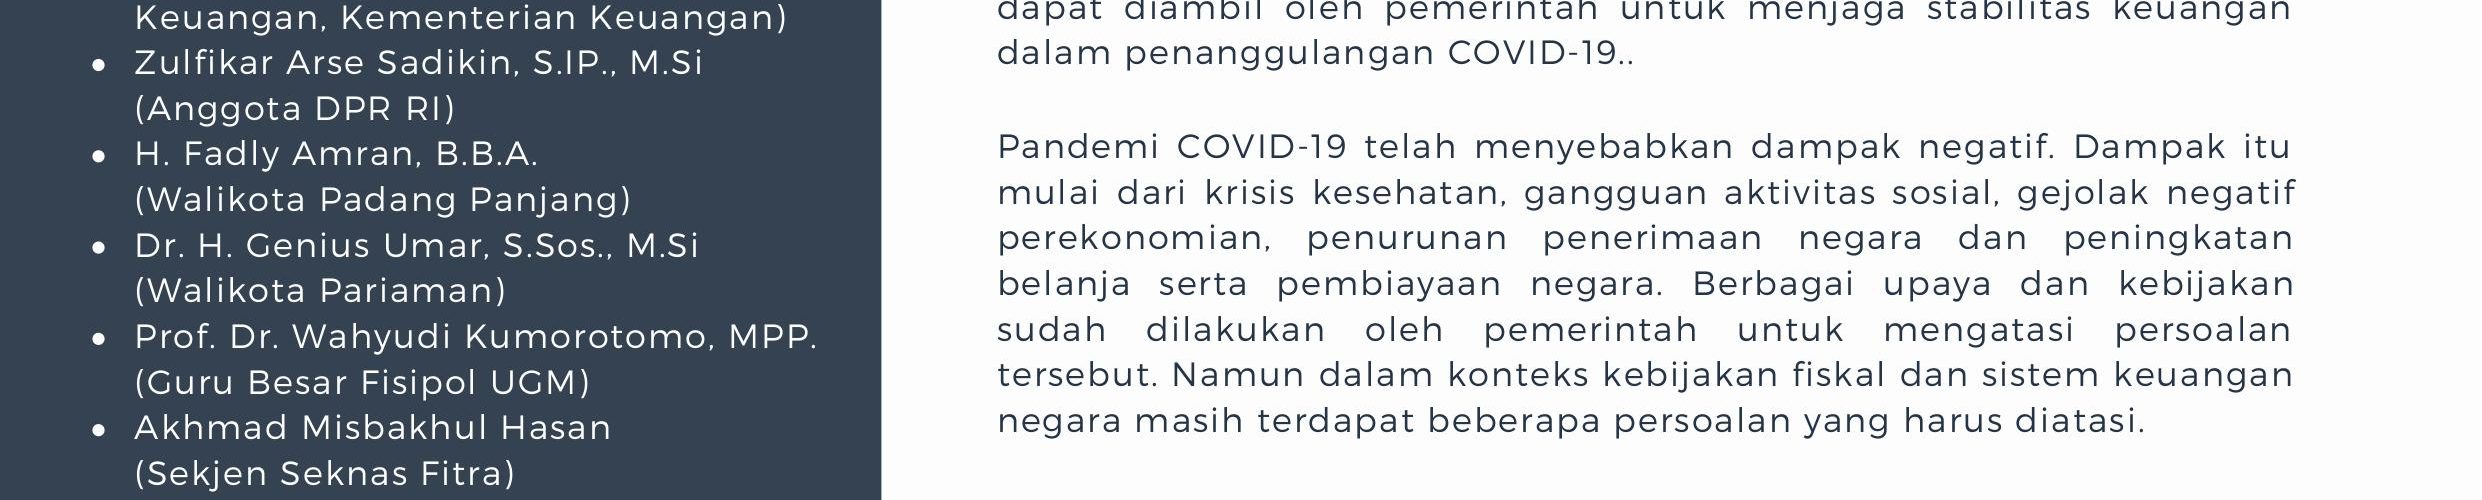 Keuangan, Kementerian Keuangan)
Zulfikar Arse Sadikin, S.IP., M.Si
(Anggota DPR RI)
H. Fadly Amran, B.B.A.
(Walikota Padang Panjang)
Dr. H. Genius Umar, S.Sos., M.Si
(Walikota Pariaman)
Prof. Dr. Wahyudi Kumorotomo, MPP.
(Guru Besar Fisipol UGM)
Akhmad Misbakhul Hasan
(Sekjen Seknas Fitra)
dapat diambil oleh pemerintah untuk menjaga stabilitas keuangan
dalam penanggulangan COVID-19..
Pandemi COVID-19 telah menyebabkan dampak negatif. Dampak itu
mulai dari krisis kesehatan, gangguan aktivitas sosial, gejolak negatif
perekonomian, penurunan penerimaan negara dan peningkatan
belanja serta pembiayaan negara. Berbagai upaya dan kebijakan
sudah dilakukan oleh pemerintah untuk mengatasi persoalan
tersebut. Namun dalam konteks kebijakan fiskal dan sistem keuangan
negara masih terdapat beberapa persoalan yang harus diatasi.